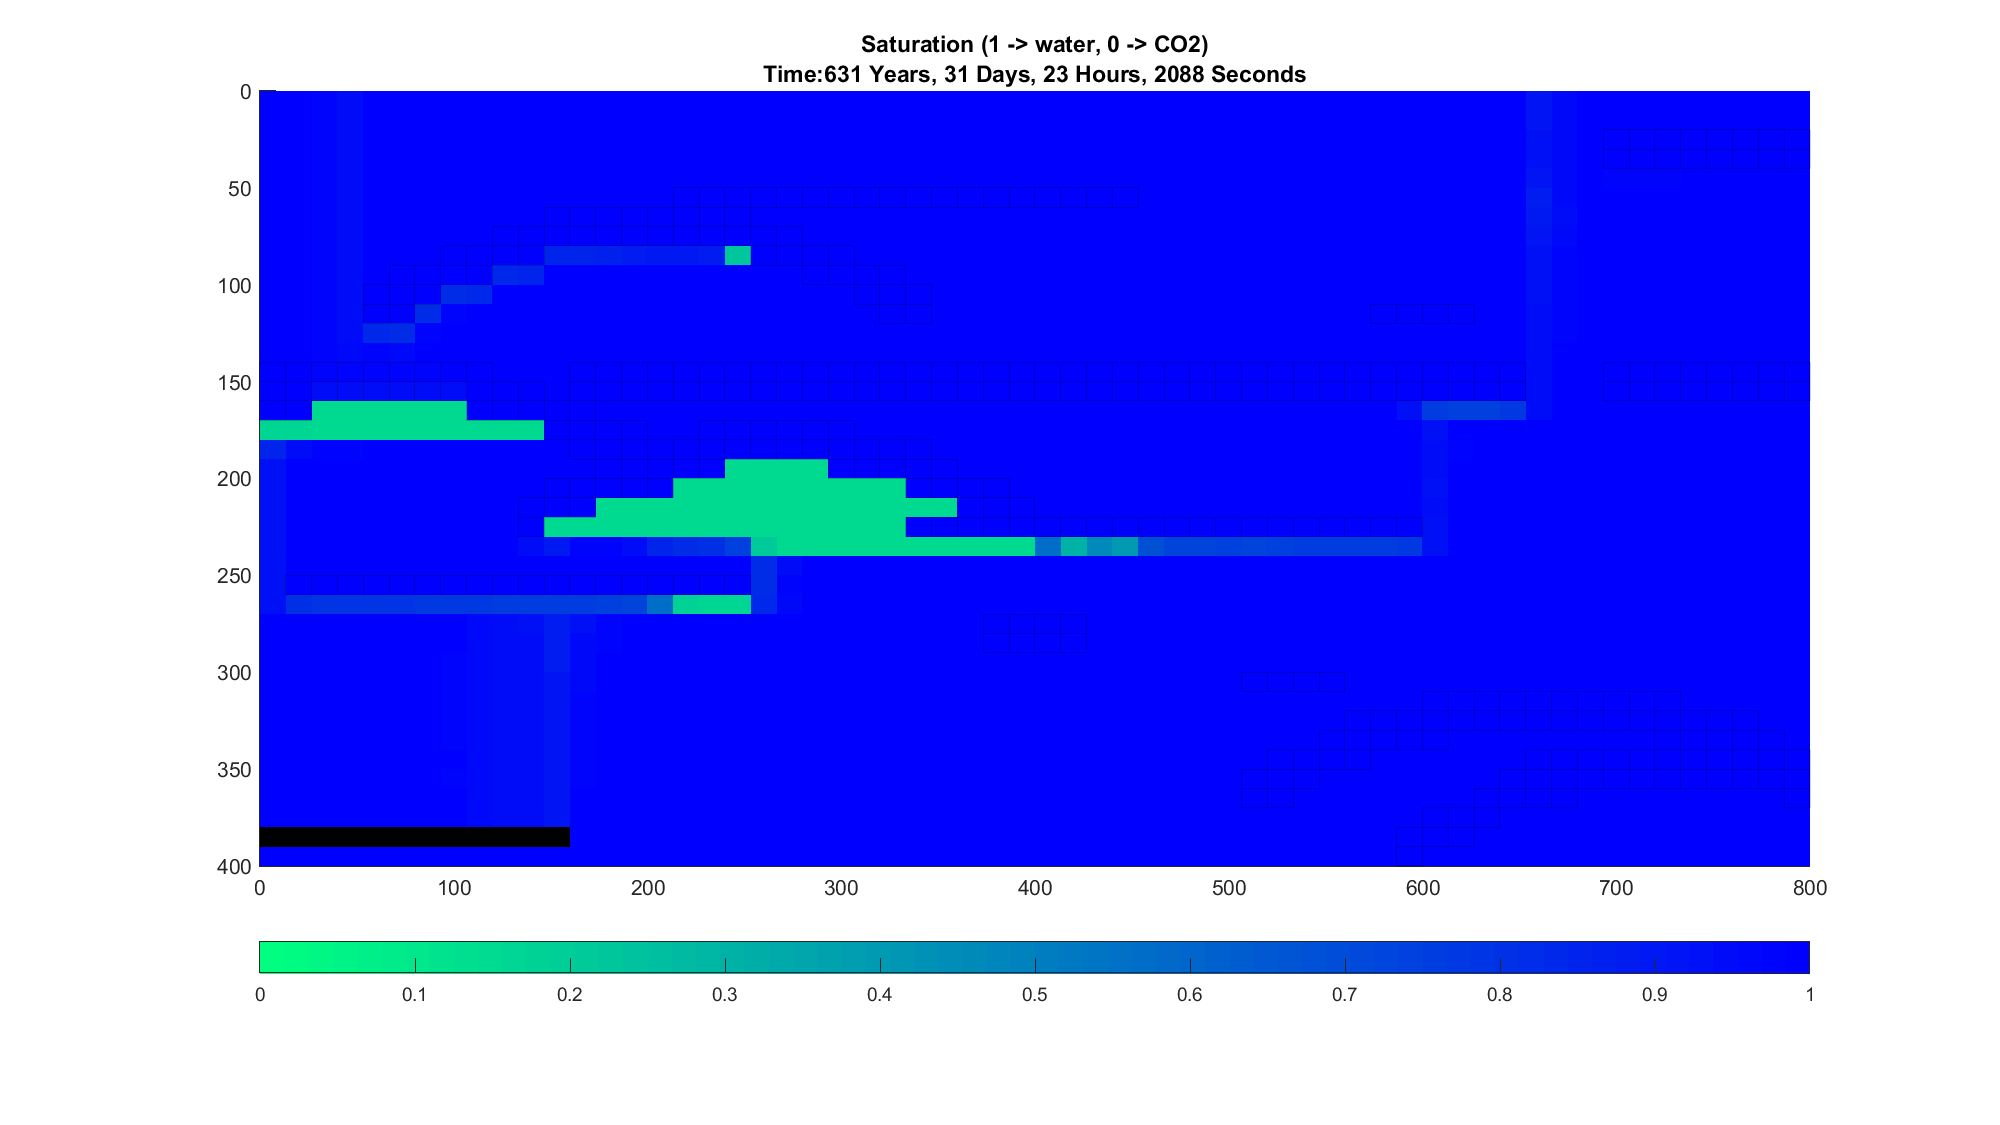 Saturation (1 -> water, 0 -> CO2)
Time:631 Years, 31 Days, 23 Hours, 2088 Seconds
0
50
100
150
200
250
300
350
400
0 100 200 300 400 500 600 700 800
0 0.1 0.2 0.3 0.4 0.5 0.6 0.7 0.8 0.9 1